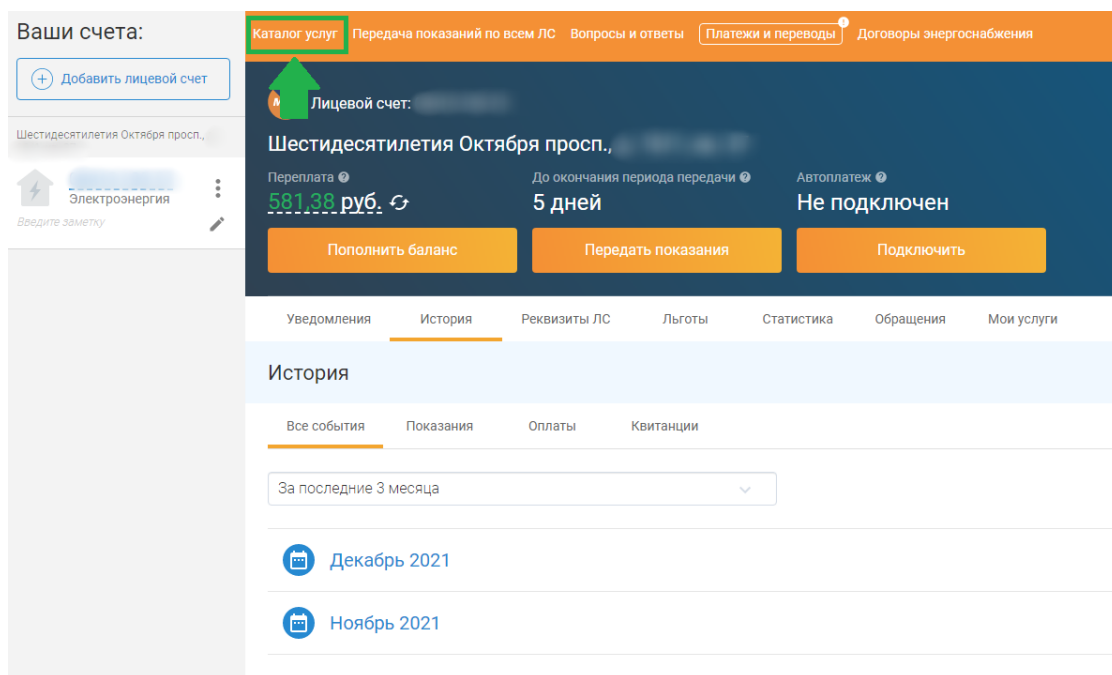 Ваши счета:
Добавить лицевой счет
Шестидесятилетия Октября просп.,
Электроэнергия
Введите заметку
Каталог услуг Передача показаний по всем ЛС Вопросы и ответы Платежи и переводы ! Договоры энергоснабжения
Лицевой счет:
Шестидесятилетия Октября просп.,
Переплата До окончания периода передачи Автоплатеж
581,38 руб. 5 дней Не подключен
Пополнить баланс Передать показания Подключить
Уведомления История Реквизиты ЛС Льготы Статистика Обращения Мои услуги
История
Все события Показания Оплаты Квитанции
За последние 3 месяца
Декабрь 2021
Ноябрь 2021